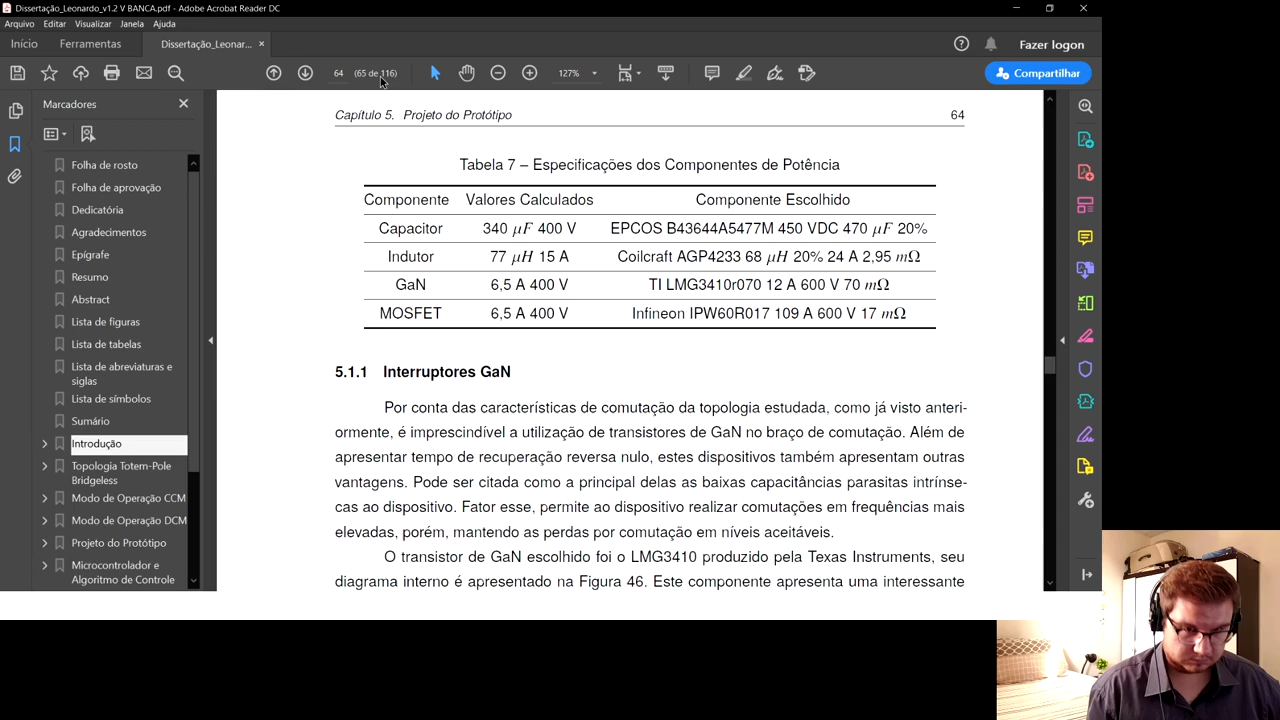 Dissertação_Leonardo_v1.2 V BANCA.pdf - Adobe Acrobat Reader DC
Arquivo Editar Visualizar Janela Ajuda
Início Ferramentas Dissertação_Leonar... × Fazer logon
64 (65 de 116) 127% Compartilhar
Marcadores
Folha de rosto
Folha de aprovação
Dedicatória
Agradecimentos
Epígrafe
Resumo
Abstract
Lista de figuras
Lista de tabelas
Lista de abreviaturas e
siglas
Lista de símbolos
Sumário
Introdução
Topologia Totem-Pole
Bridgeless
Modo de Operação CCM
Modo de Operação DCM
Projeto do Protótipo
Microcontrolador e
Algoritmo de Controle
Capítulo 5. Projeto do Protótipo 64
Tabela 7 – Especificações dos Componentes de Potência
Componente Valores Calculados Componente Escolhido
Capacitor 340 μF 400 V EPCOS B43644A5477M 450 VDC 470 μF 20%
Indutor 77 μH 15 A Coilcraft AGP4233 68 μH 20% 24 A 2,95 mΩ
GaN 6,5 A 400 V TI LMG3410r070 12 A 600 V 70 mΩ
MOSFET 6,5 A 400 V Infineon IPW60R017 109 A 600 V 17 mΩ
5.1.1 Interruptores GaN
Por conta das características de comutação da topologia estudada, como já visto anteri-
ormente, é imprescindível a utilização de transistores de GaN no braço de comutação. Além de
apresentar tempo de recuperação reversa nulo, estes dispositivos também apresentam outras
vantagens. Pode ser citada como a principal delas as baixas capacitâncias parasitas intrínse-
cas ao dispositivo. Fator esse, permite ao dispositivo realizar comutações em frequências mais
elevadas, porém, mantendo as perdas por comutação em níveis aceitáveis.
O transistor de GaN escolhido foi o LMG3410 produzido pela Texas Instruments, seu
diagrama interno é apresentado na Figura 46. Este componente apresenta uma interessante